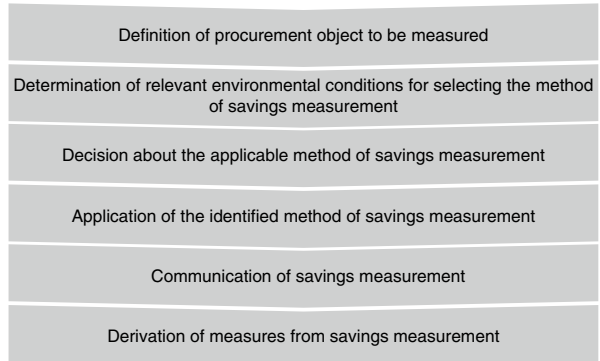 Definition of procurement object to be measured
Determination of relevant environmental conditions for selecting the method
of savings measurement
Decision about the applicable method of savings measurement
Application of the identified method of savings measurement
Communication of savings measurement
Derivation of measures from savings measurement